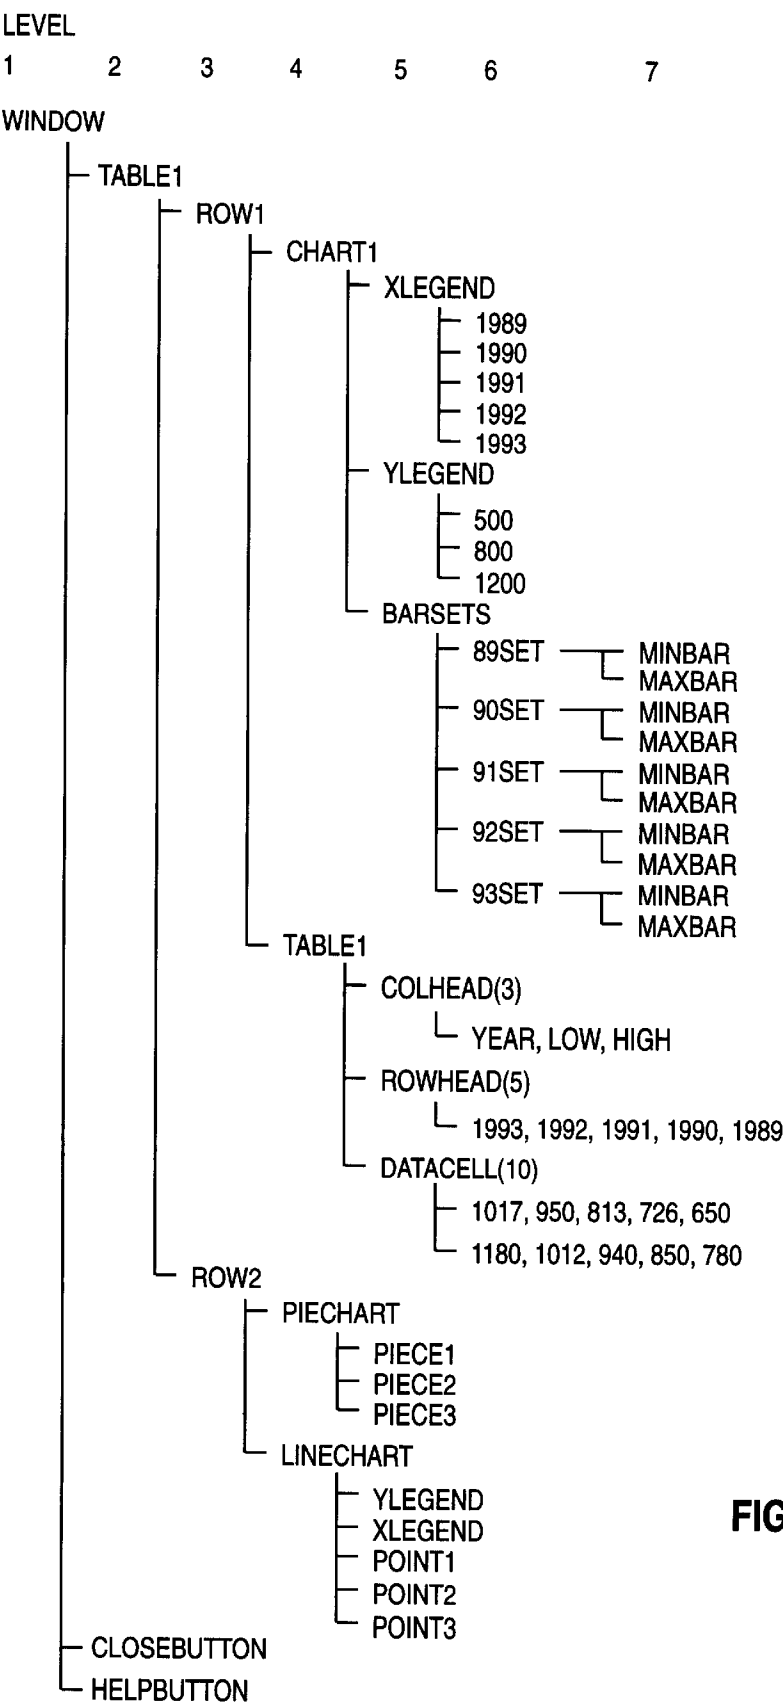 LEVEL
1 2 3 4 5 6 7
WINDOW
TABLE1
ROW1
CHART1
XLEGEND
1989
1990
1991
1992
1993
YLEGEND
500
800
1200
BARSETS
89SET MINBAR
MAXBAR
90SET MINBAR
MAXBAR
91SET MINBAR
MAXBAR
92SET MINBAR
MAXBAR
93SET MINBAR
MAXBAR
TABLE1
COLHEAD(3)
YEAR, LOW, HIGH
ROWHEAD(5)
1993, 1992, 1991, 1990, 1989
DATACELL(10)
1017, 950, 813, 726, 650
1180, 1012, 940, 850, 780
ROW2
PIECHART
PIECE1
PIECE2
PIECE3
LINECHART
YLEGEND
XLEGEND
FIG
POINT1
POINT2
POINT3
CLOSEBUTTON
HELPBUTTON